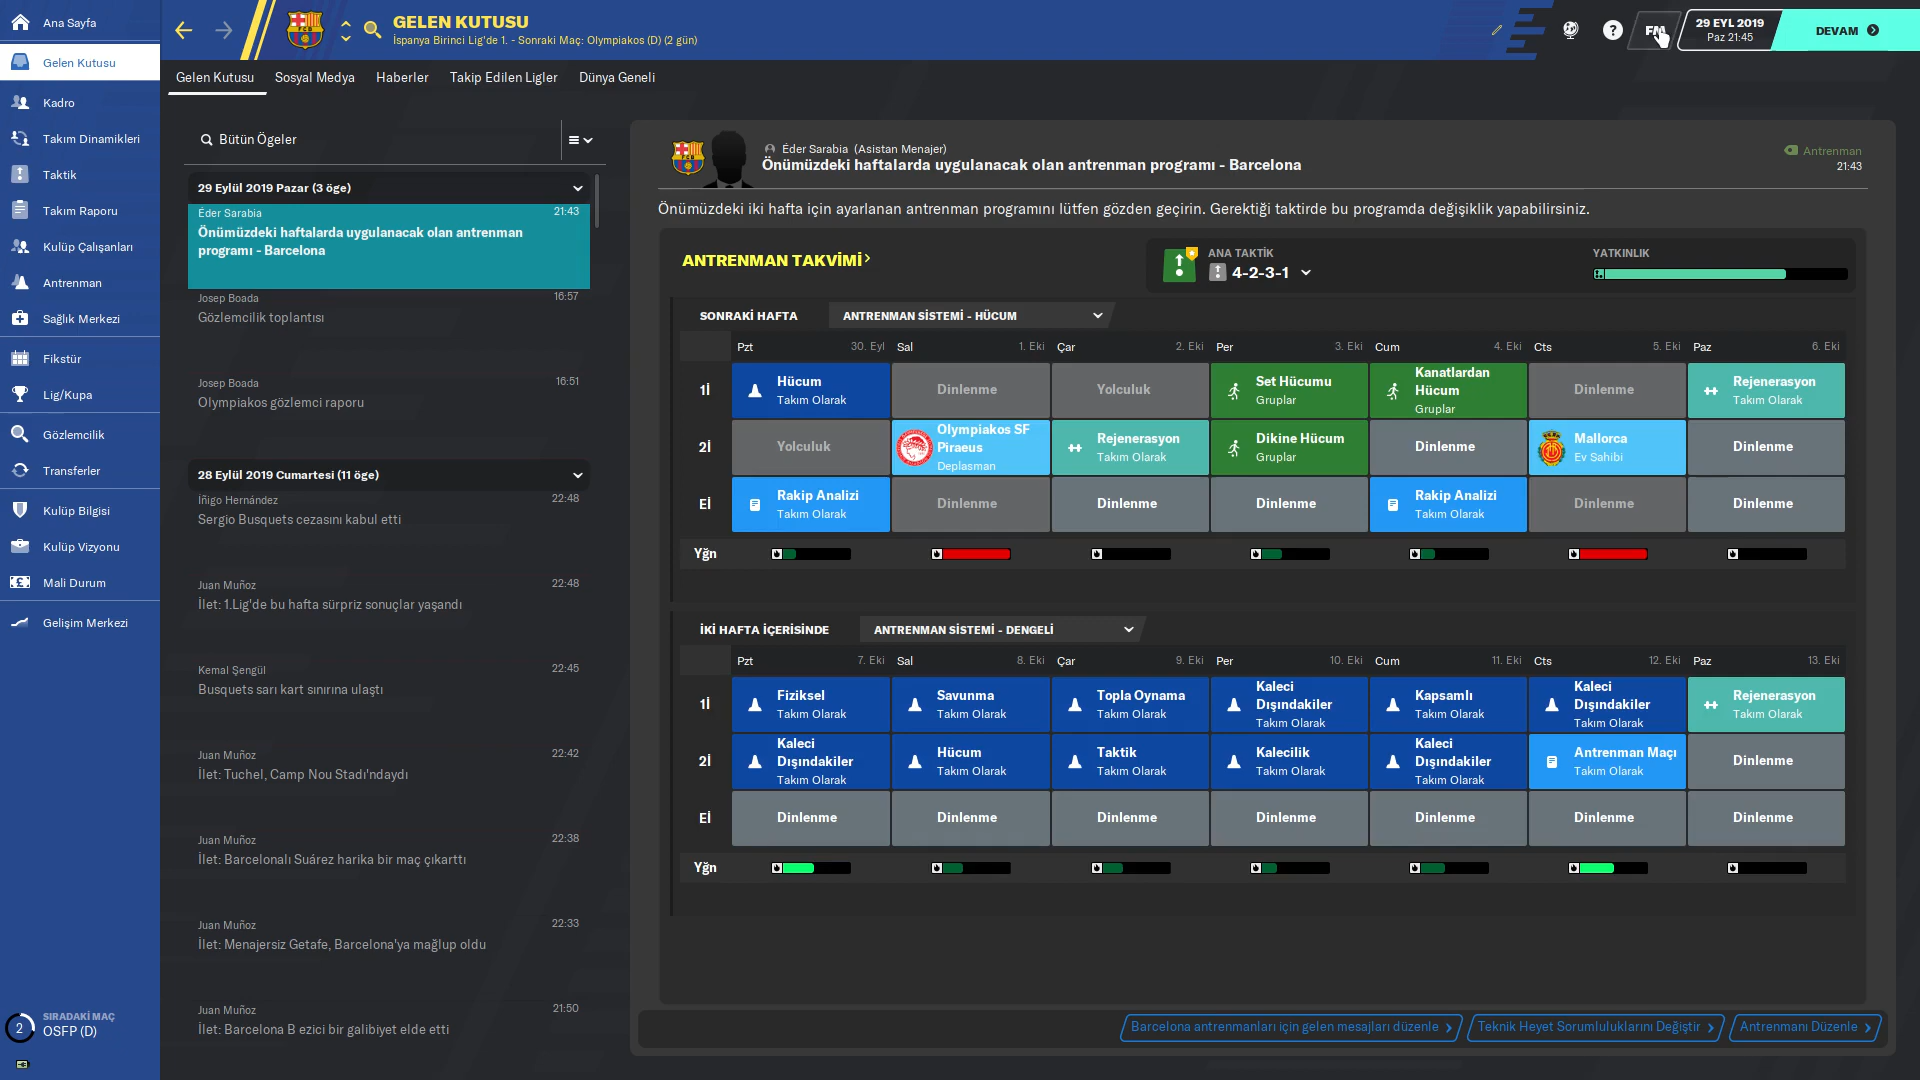 Ana Sayfa
Gelen Kutusu
Kadro
Takım Dinamikleri
Taktik
Takım Raporu
Kulüp Çalışanları
Antrenman
Sağlık Merkezi
Fikstür
Lig/Kupa
Gözlemcilik
Transferler
Kulüp Bilgisi
Kulüp Vizyonu
Mali Durum
Gelişim Merkezi
2
SIRADAKİ MAÇ
OSFP (D)
GELEN KUTUSU
İspanya Birinci Lig'de 1. - Sonraki Maç: Olympiakos (D) (2 gün)
FM
29 EYL 2019
Paz 21:45
DEVAM
Gelen Kutusu Sosyal Medya Haberler Takip Edilen Ligler Dünya Geneli
Bütün Ögeler
29 Eylül 2019 Pazar (3 öge)
Éder Sarabia 21:43
Önümüzdeki haftalarda uygulanacak olan antrenman
programı - Barcelona
Josep Boada 16:57
Gözlemcilik toplantısı
Josep Boada 16:51
Olympiakos gözlemci raporu
28 Eylül 2019 Cumartesi (11 öge)
Iñigo Hernández 22:48
Sergio Busquets cezasını kabul etti
Juan Muñoz 22:48
İlet: 1.Lig'de bu hafta sürpriz sonuçlar yaşandı
Kemal Şengül 22:45
Busquets sarı kart sınırına ulaştı
Juan Muñoz 22:42
İlet: Tuchel, Camp Nou Stadı'ndaydı
Juan Muñoz 22:38
İlet: Barcelonalı Suárez harika bir maç çıkarttı
Juan Muñoz 22:33
İlet: Menajersiz Getafe, Barcelona'ya mağlup oldu
Juan Muñoz 21:50
İlet: Barcelona B ezici bir galibiyet elde etti
Éder Sarabia (Asistan Menajer)
Önümüzdeki haftalarda uygulanacak olan antrenman programı - Barcelona
Antrenman
21:43
Önümüzdeki iki hafta için ayarlanan antrenman programını lütfen gözden geçirin. Gerektiği taktirde bu programda değişiklik yapabilirsiniz.
ANTRENMAN TAKVİMİ
ANA TAKTİK
4-2-3-1
YATKINLIK
SONRAKİ HAFTA ANTRENMAN SİSTEMİ - HÜCUM
Pzt 30. Eyl Sal 1. Eki Çar 2. Eki Per 3. Eki Cum 4. Eki Cts 5. Eki Paz 6. Eki
1İ
Hücum
Takım Olarak
Dinlenme
Yolculuk
Set Hücumu
Gruplar
Kanatlardan
Hücum
Gruplar
Dinlenme
Rejenerasyon
Takım Olarak
2İ
Yolculuk
Olympiakos SF
Piraeus
Deplasman
Rejenerasyon
Takım Olarak
Dikine Hücum
Gruplar
Dinlenme
Mallorca
Ev Sahibi
Dinlenme
Eİ
Rakip Analizi
Takım Olarak
Dinlenme
Dinlenme
Dinlenme
Rakip Analizi
Takım Olarak
Dinlenme
Dinlenme
Yğn
İKİ HAFTA İÇERİSİNDE ANTRENMAN SİSTEMİ - DENGELİ
Pzt 7. Eki Sal 8. Eki Çar 9. Eki Per 10. Eki Cum 11. Eki Cts 12. Eki Paz 13. Eki
1İ
Fiziksel
Takım Olarak
Savunma
Takım Olarak
Topla Oynama
Takım Olarak
Kaleci
Dışındakiler
Takım Olarak
Kapsamlı
Takım Olarak
Kaleci
Dışındakiler
Takım Olarak
Rejenerasyon
Takım Olarak
2İ
Kaleci
Dışındakiler
Takım Olarak
Hücum
Takım Olarak
Taktik
Takım Olarak
Kalecilik
Takım Olarak
Kaleci
Dışındakiler
Takım Olarak
Antrenman Maçı
Takım Olarak
Dinlenme
Eİ
Dinlenme
Dinlenme
Dinlenme
Dinlenme
Dinlenme
Dinlenme
Dinlenme
Yğn
Barcelona antrenmanları için gelen mesajları düzenle
Teknik Heyet Sorumluluklarını Değiştir
Antrenmanı Düzenle